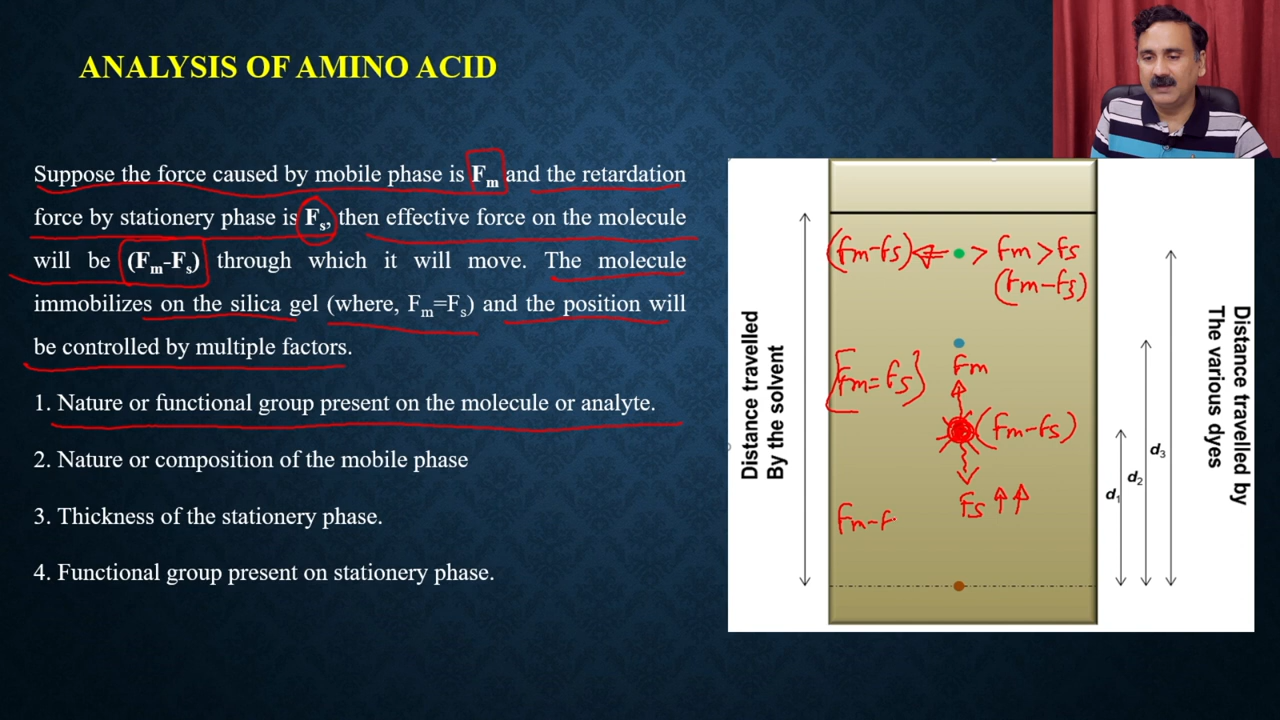 ANALYSIS OF AMINO ACID
Suppose the force caused by mobile phase is Fm and the retardation
force by stationery phase is Fs, then effective force on the molecule
will be (Fm-Fs) through which it will move. The molecule
immobilizes on the silica gel (where, Fm=Fs) and the position will
be controlled by multiple factors.
1. Nature or functional group present on the molecule or analyte.
2. Nature or composition of the mobile phase
3. Thickness of the stationery phase.
4. Functional group present on stationery phase.
Distance travelled
By the solvent
(Fm-Fs)
> Fm > Fs
(Fm-Fs)
Fm
[Fm=Fs}
(Fm-Fs)
Fs
Fm-F
d1
d2
d3
Distance travelled by
The various dyes